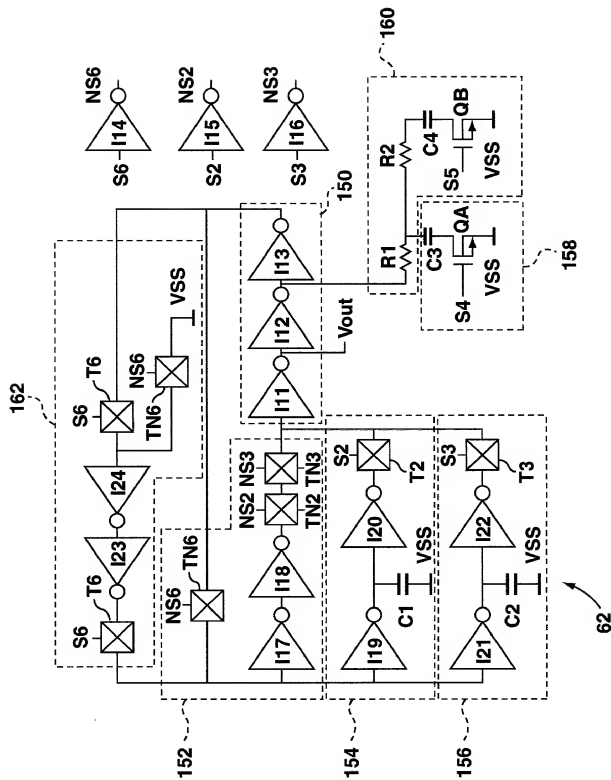 162
S6
T6
I23
I24
S6
T6
NS6
TN6
VSS
S6
I14
NS6
S2
I15
NS2
S3
I16
NS3
152
NS6
TN6
I17
I18
NS2
TN2
NS3
TN3
I11
I12
I13
150
Vout
154
I19
C1
VSS
I20
S2
T2
156
I21
C2
VSS
I22
S3
T3
R1
R2
160
C3
S4
QA
VSS
158
C4
S5
QB
VSS
62